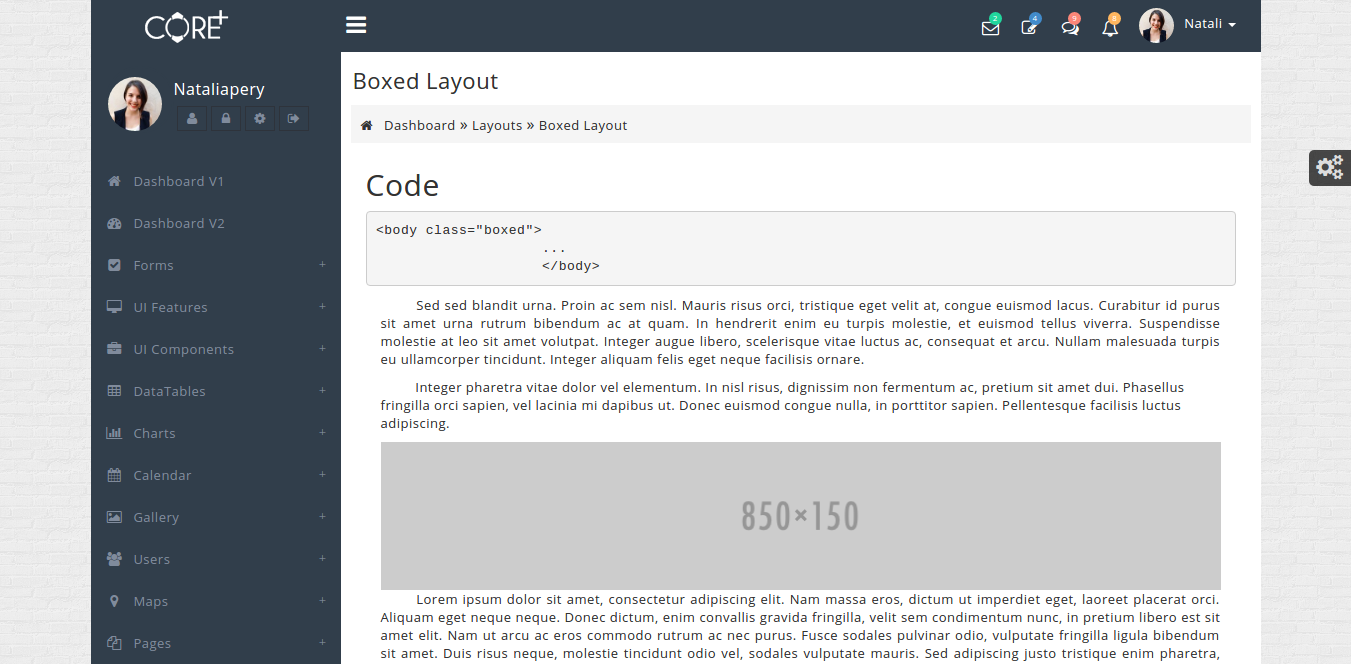 CORE+
2
4
9
8
Natali
Nataliapery
Dashboard V1
Dashboard V2
Forms +
UI Features +
UI Components +
DataTables +
Charts +
Calendar +
Gallery +
Users +
Maps +
Pages +
Boxed Layout
Dashboard » Layouts » Boxed Layout
Code
<body class="boxed">
...
</body>
Sed sed blandit urna. Proin ac sem nisl. Mauris risus orci, tristique eget velit at, congue euismod lacus. Curabitur id purus
sit amet urna rutrum bibendum ac at quam. In hendrerit enim eu turpis molestie, et euismod tellus viverra. Suspendisse
molestie at leo sit amet volutpat. Integer augue libero, scelerisque vitae luctus ac, consequat et arcu. Nullam malesuada turpis
eu ullamcorper tincidunt. Integer aliquam felis eget neque facilisis ornare.
Integer pharetra vitae dolor vel elementum. In nisl risus, dignissim non fermentum ac, pretium sit amet dui. Phasellus
fringilla orci sapien, vel lacinia mi dapibus ut. Donec euismod congue nulla, in porttitor sapien. Pellentesque facilisis luctus
adipiscing.
850×150
Lorem ipsum dolor sit amet, consectetur adipiscing elit. Nam massa eros, dictum ut imperdiet eget, laoreet placerat orci.
Aliquam eget neque neque. Donec dictum, enim convallis gravida fringilla, velit sem condimentum nunc, in pretium libero est sit
amet elit. Nam ut arcu ac eros commodo rutrum ac nec purus. Fusce sodales pulvinar odio, vulputate fringilla ligula bibendum
sit amet. Duis risus neque, molestie tincidunt odio vel, sodales vulputate mauris. Sed adipiscing justo tristique enim pharetra,